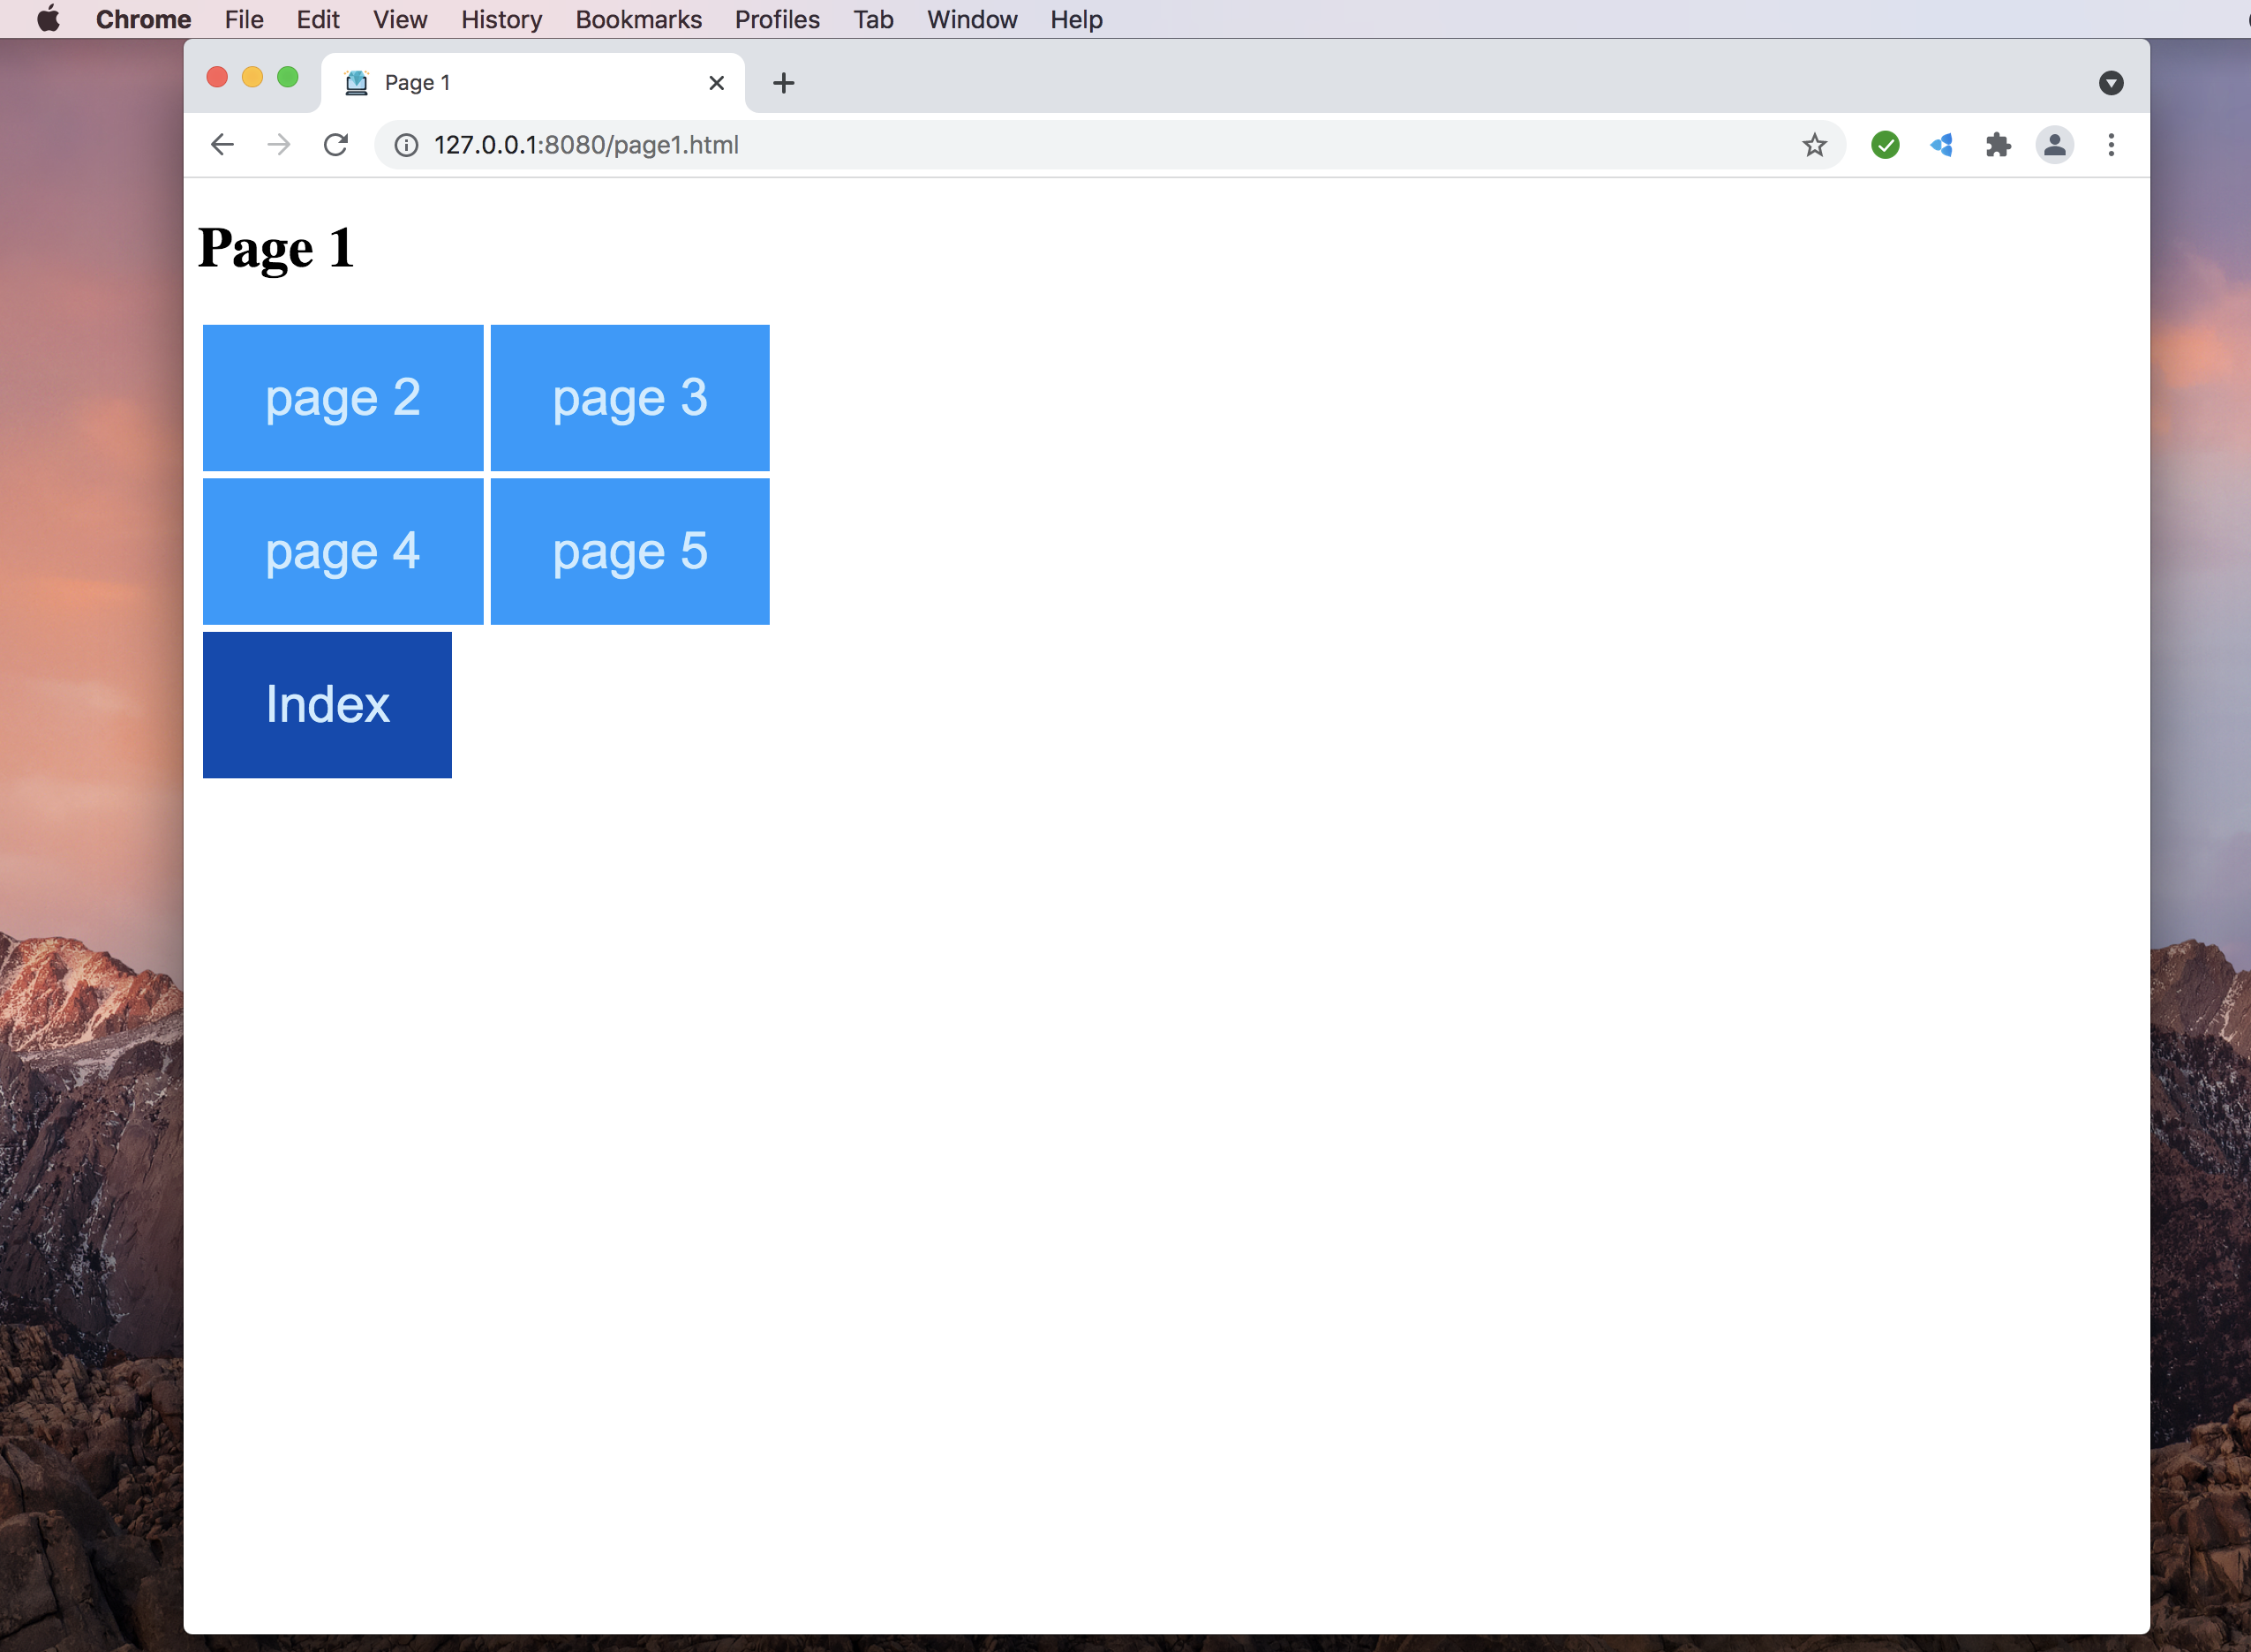 Chrome File Edit View History Bookmarks Profiles Tab Window Help
Page 1
127.0.0.1:8080/page1.html
Page 1
page 2 page 3
page 4 page 5
Index